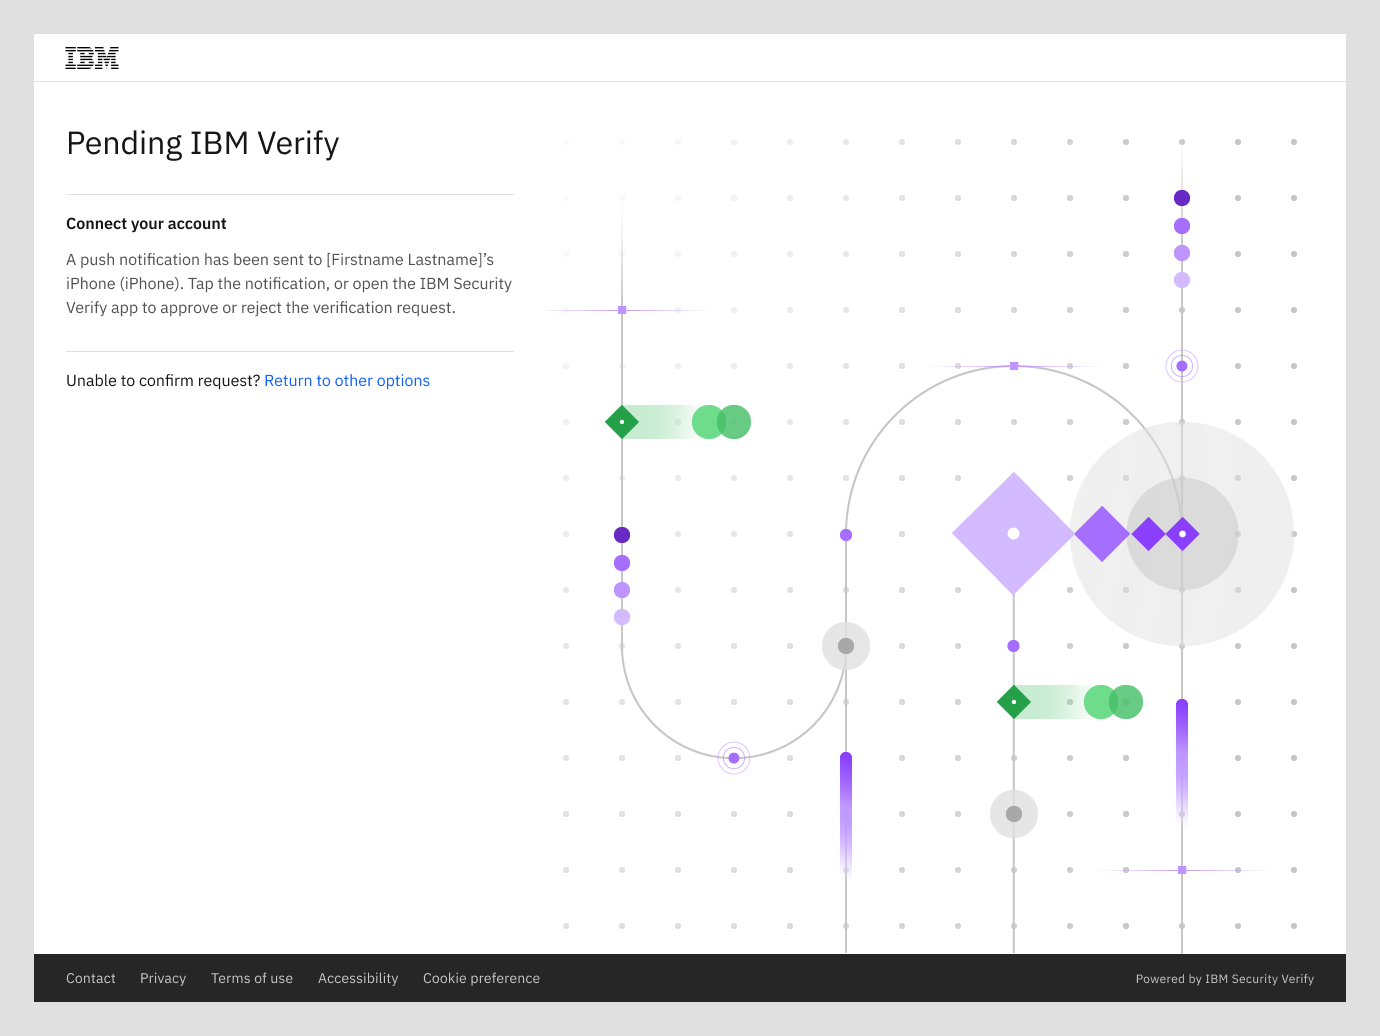 IBM
Pending IBM Verify
Connect your account
A push notification has been sent to [Firstname Lastname]’s
iPhone (iPhone). Tap the notification, or open the IBM Security
Verify app to approve or reject the verification request.
Unable to confirm request? Return to other options
Contact Privacy Terms of use Accessibility Cookie preference
Powered by IBM Security Verify